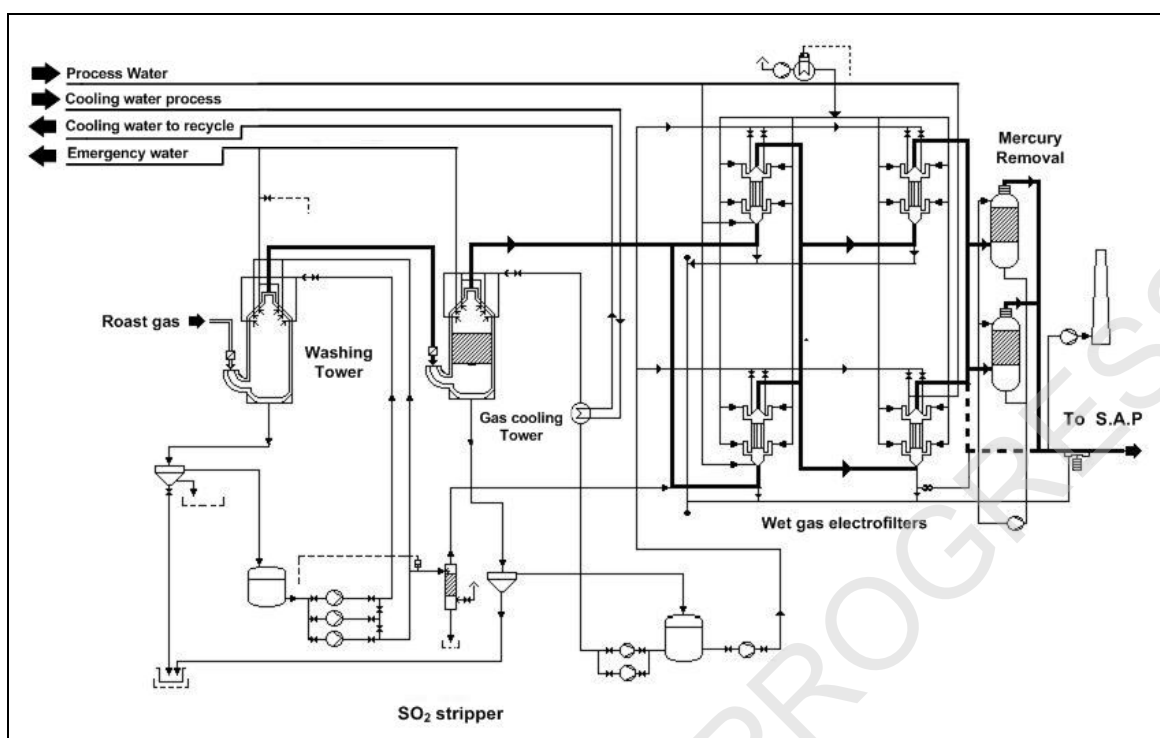 Process Water
Cooling water process
Cooling water to recycle
Emergency water
Mercury
Removal
Roast gas
Washing
Tower
Gas cooling
Tower
To S.A.P
Wet gas electrofilters
SO₂ stripper
PROGRESS